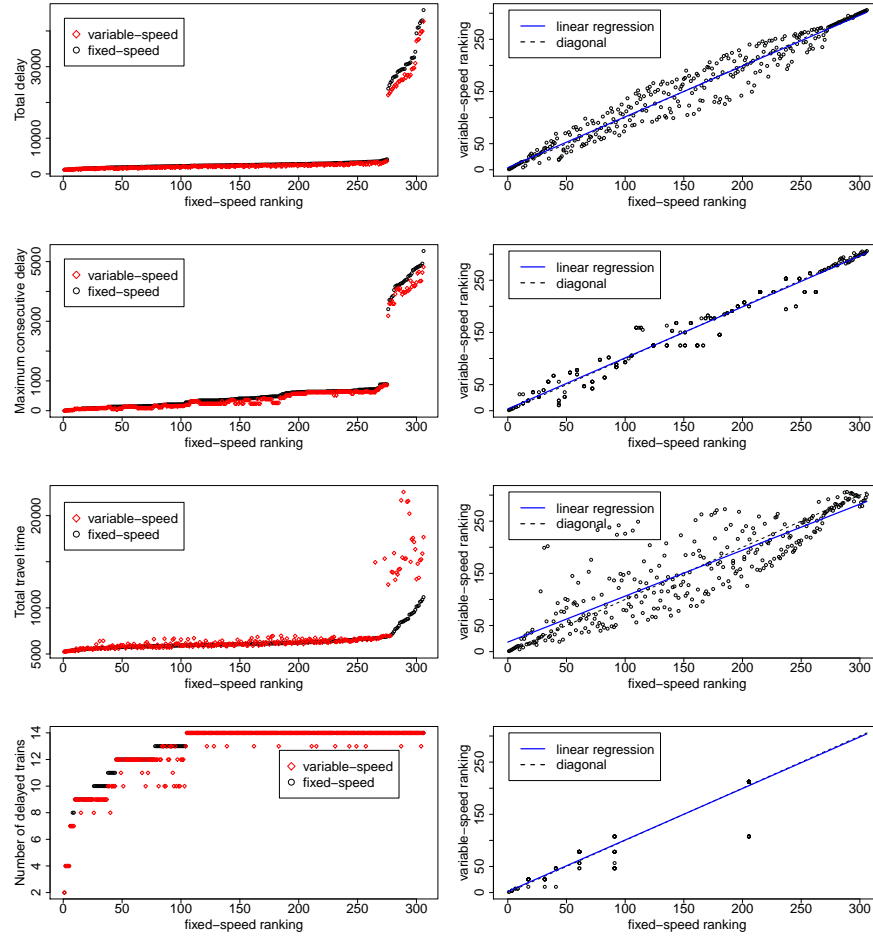 Total delay
30000
10000
0
variable−speed
fixed−speed
0 50 100 150 200 250 300
fixed−speed ranking
variable−speed ranking
250
150
50
0
linear regression
diagonal
0 50 100 150 200 250 300
fixed−speed ranking
Maximum consecutive delay
5000
3000
1000
0
variable−speed
fixed−speed
0 50 100 150 200 250 300
fixed−speed ranking
variable−speed ranking
250
150
50
0
linear regression
diagonal
0 50 100 150 200 250 300
fixed−speed ranking
Total travel time
20000
10000
5000
variable−speed
fixed−speed
0 50 100 150 200 250 300
fixed−speed ranking
variable−speed ranking
250
150
50
0
linear regression
diagonal
0 50 100 150 200 250 300
fixed−speed ranking
Number of delayed trains
14
12
10
8
6
4
2
variable−speed
fixed−speed
0 50 100 150 200 250 300
fixed−speed ranking
variable−speed ranking
250
150
50
0
linear regression
diagonal
0 50 100 150 200 250 300
fixed−speed ranking